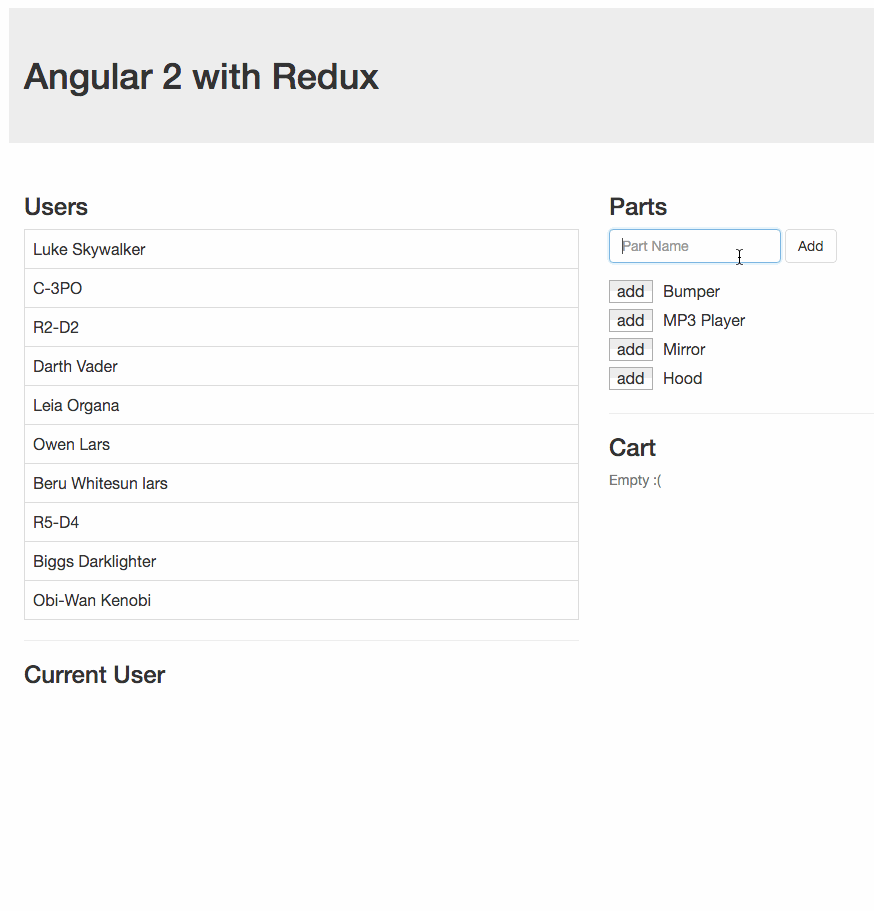 Angular 2 with Redux
Users
Luke Skywalker
C-3PO
R2-D2
Darth Vader
Leia Organa
Owen Lars
Beru Whitesun lars
R5-D4
Biggs Darklighter
Obi-Wan Kenobi
Current User
Parts
Part Name Add
add Bumper
add MP3 Player
add Mirror
add Hood
Cart
Empty :(